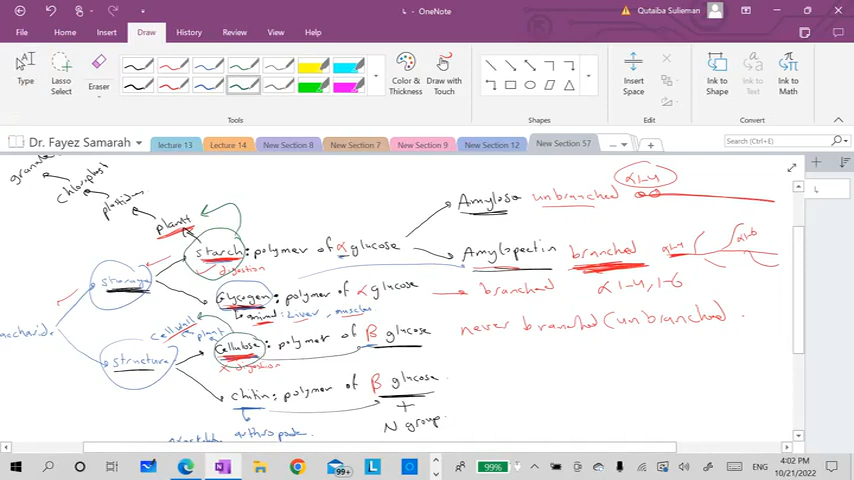 OneNote
Qutaiba Sulieman
File Home Insert Draw History Review View Help
Type
Lasso Select
Eraser
Color & Thickness
Draw with Touch
Insert Space
Ink to Shape
Ink to Text
Ink to Math
Tools
Shapes
Edit
Convert
Dr. Fayez Samarah
lecture 13 Lecture 14 New Section 8 New Section 7 New Section 9 New Section 12 New Section 57
Search (Ctrl+E)
chloroplast
plastids
plant
Amylose unbranched α1-4
starch: polymer of α glucose
digestion
Amylopectin branched α1-4 α1-6
storage
Glycogen: polymer of α glucose branched α 1-4, 1-6
animal: Liver, muscles
saccharide
cell wall
plant
cellulose: polymer of β glucose never branched (unbranched
X digestion
structure
chitin: polymer of β glucose
+
N group
arthropods
99+
99%
4:02 PM
10/21/2022